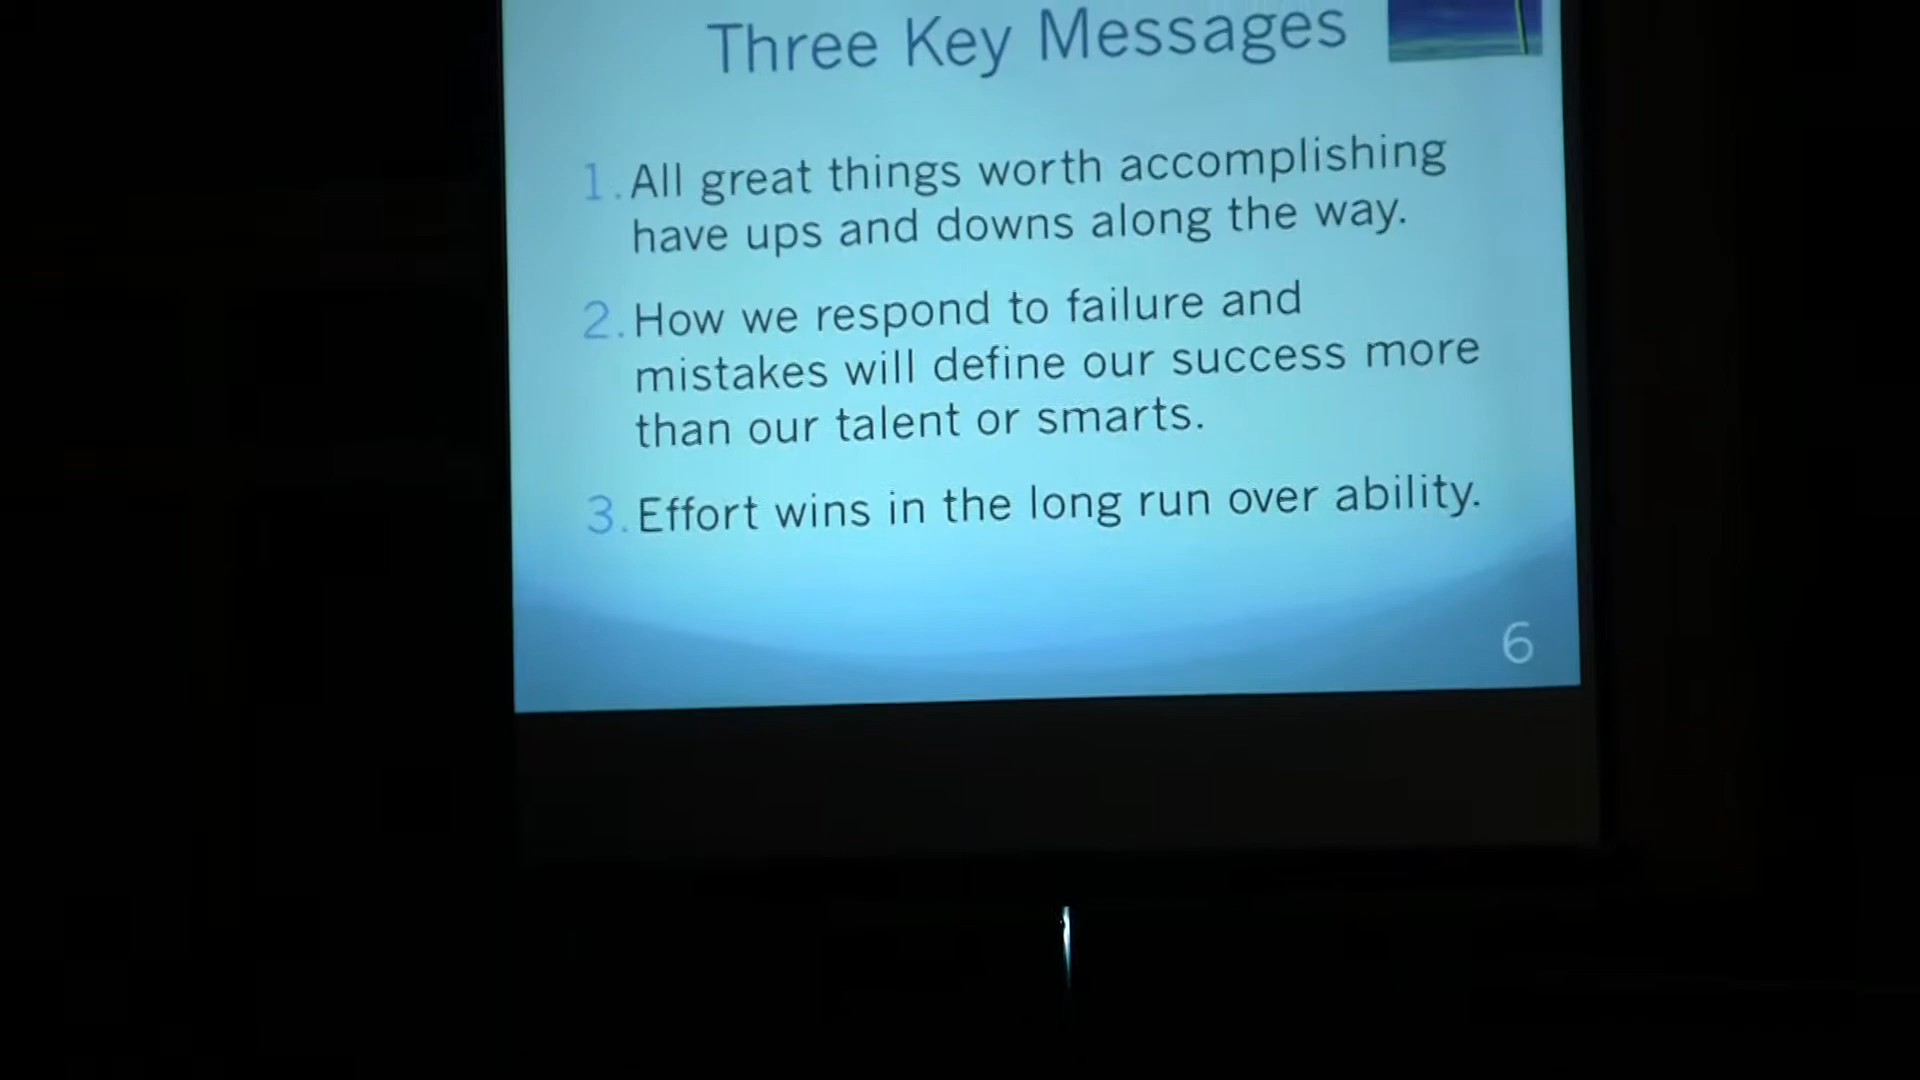 Three Key Messages
1. All great things worth accomplishing
have ups and downs along the way.
2. How we respond to failure and
mistakes will define our success more
than our talent or smarts.
3. Effort wins in the long run over ability.
6